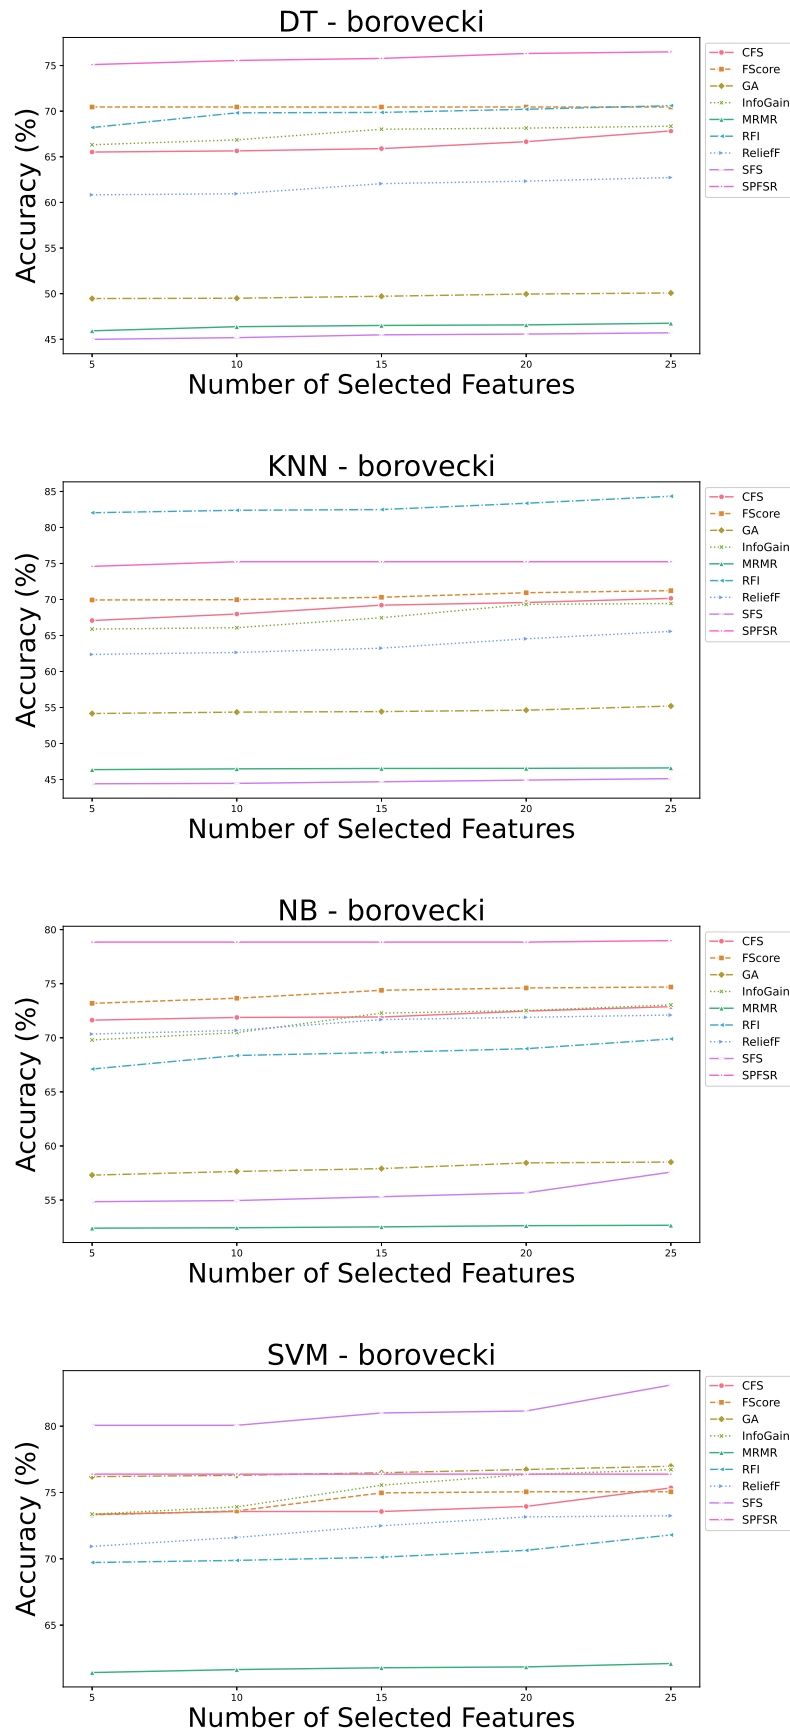 DT - borovecki
Accuracy (%)
75
70
65
60
55
50
45
5 10 15 20 25
Number of Selected Features
CFS
FScore
GA
InfoGain
MRMR
RFI
ReliefF
SFS
SPFSR
KNN - borovecki
Accuracy (%)
85
80
75
70
65
60
55
50
45
5 10 15 20 25
Number of Selected Features
CFS
FScore
GA
InfoGain
MRMR
RFI
ReliefF
SFS
SPFSR
NB - borovecki
Accuracy (%)
80
75
70
65
60
55
5 10 15 20 25
Number of Selected Features
CFS
FScore
GA
InfoGain
MRMR
RFI
ReliefF
SFS
SPFSR
SVM - borovecki
Accuracy (%)
80
75
70
65
5 10 15 20 25
Number of Selected Features
CFS
FScore
GA
InfoGain
MRMR
RFI
ReliefF
SFS
SPFSR